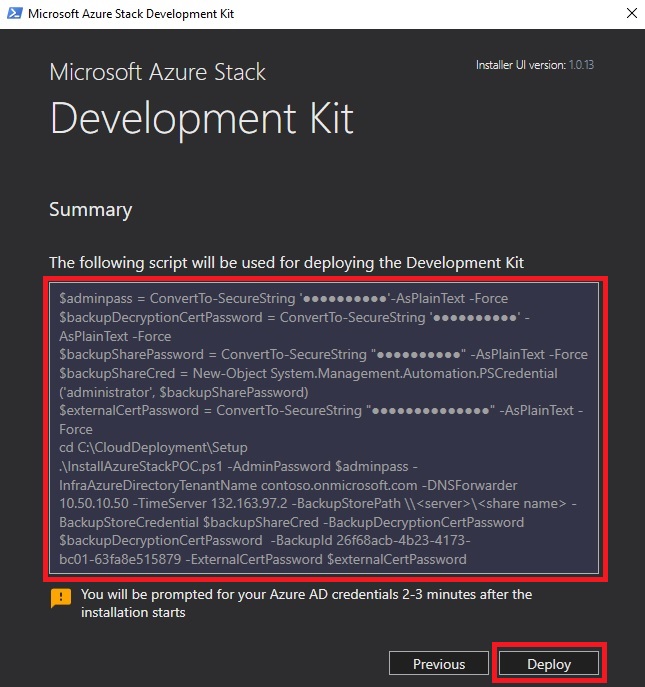 Microsoft Azure Stack Development Kit
Microsoft Azure Stack
Installer UI version: 1.0.13
Development Kit
Summary
The following script will be used for deploying the Development Kit
$adminpass = ConvertTo-SecureString '●●●●●●●●●●'-AsPlainText -Force
$backupDecryptionCertPassword = ConvertTo-SecureString '●●●●●●●●●●' -
AsPlainText -Force
$backupSharePassword = ConvertTo-SecureString "●●●●●●●●●●" -AsPlainText -Force
$backupShareCred = New-Object System.Management.Automation.PSCredential
('administrator', $backupSharePassword)
$externalCertPassword = ConvertTo-SecureString "●●●●●●●●●●●●●●" -AsPlainText -
Force
cd C:\CloudDeployment\Setup
.\InstallAzureStackPOC.ps1 -AdminPassword $adminpass -
InfraAzureDirectoryTenantName contoso.onmicrosoft.com -DNSForwarder
10.50.10.50 -TimeServer 132.163.97.2 -BackupStorePath \\<server>\<share name> -
BackupStoreCredential $backupShareCred -BackupDecryptionCertPassword
$backupDecryptionCertPassword  -BackupId 26f68acb-4b23-4173-
bc01-63fa8e515879 -ExternalCertPassword $externalCertPassword
You will be prompted for your Azure AD credentials 2-3 minutes after the
installation starts
Previous
Deploy